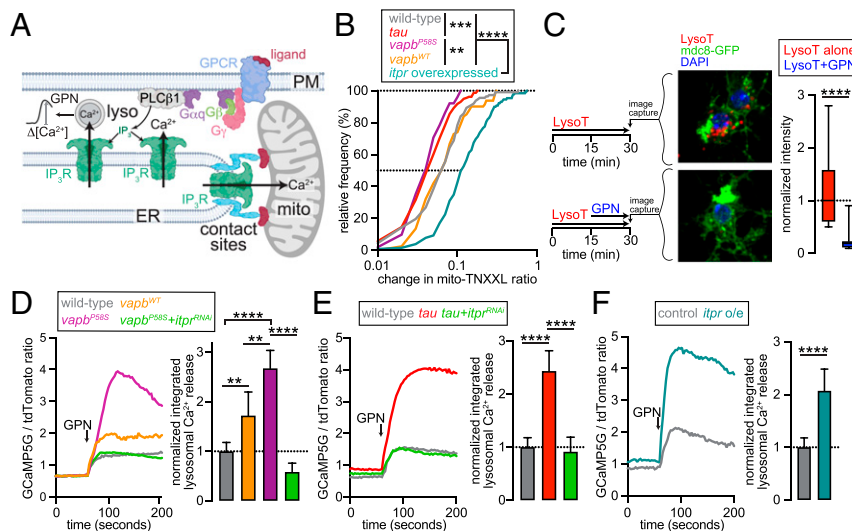 A
ligand
GPCR
PM
GPN
lyso
PLCβ1
Gαq
Gβ
Gγ
Ca²⁺
Δ[Ca²⁺]
IP₃
Ca²⁺
IP₃R
IP₃R
IP₃R
Ca²⁺
mito
ER
contact
sites
B
wild-type
***
****
tau
vapbᴾ⁵⁸ˢ
**
vapbᵂᵀ
itpr overexpressed
relative frequency (%)
100
80
60
40
20
0
0.01
0.1
1
change in mito-TNXXL ratio
C
LysoT
mdc8-GFP
DAPI
image
capture
LysoT
0
15
30
time (min)
image
capture
LysoT
GPN
0
15
30
time (min)
LysoT alone
LysoT+GPN
****
normalized intensity
3
2
1
0
D
wild-type
vapbᵂᵀ
vapbᴾ⁵⁸ˢ
vapbᴾ⁵⁸ˢ+itprᴿᴺᴬⁱ
GCaMP5G / tdTomato ratio
5
4
3
2
1
0
GPN
0
100
200
time (seconds)
normalized integrated
lysosomal Ca²⁺ release
3
2
1
0
****
**
****
**
E
wild-type
tau
tau+itprᴿᴺᴬⁱ
GCaMP5G / tdTomato ratio
5
4
3
2
1
0
GPN
0
100
200
time (seconds)
normalized integrated
lysosomal Ca²⁺ release
3
2
1
0
****
****
F
control
itpr o/e
GCaMP5G / tdTomato ratio
5
4
3
2
1
0
GPN
0
100
200
time (seconds)
normalized integrated
lysosomal Ca²⁺ release
3
2
1
0
****